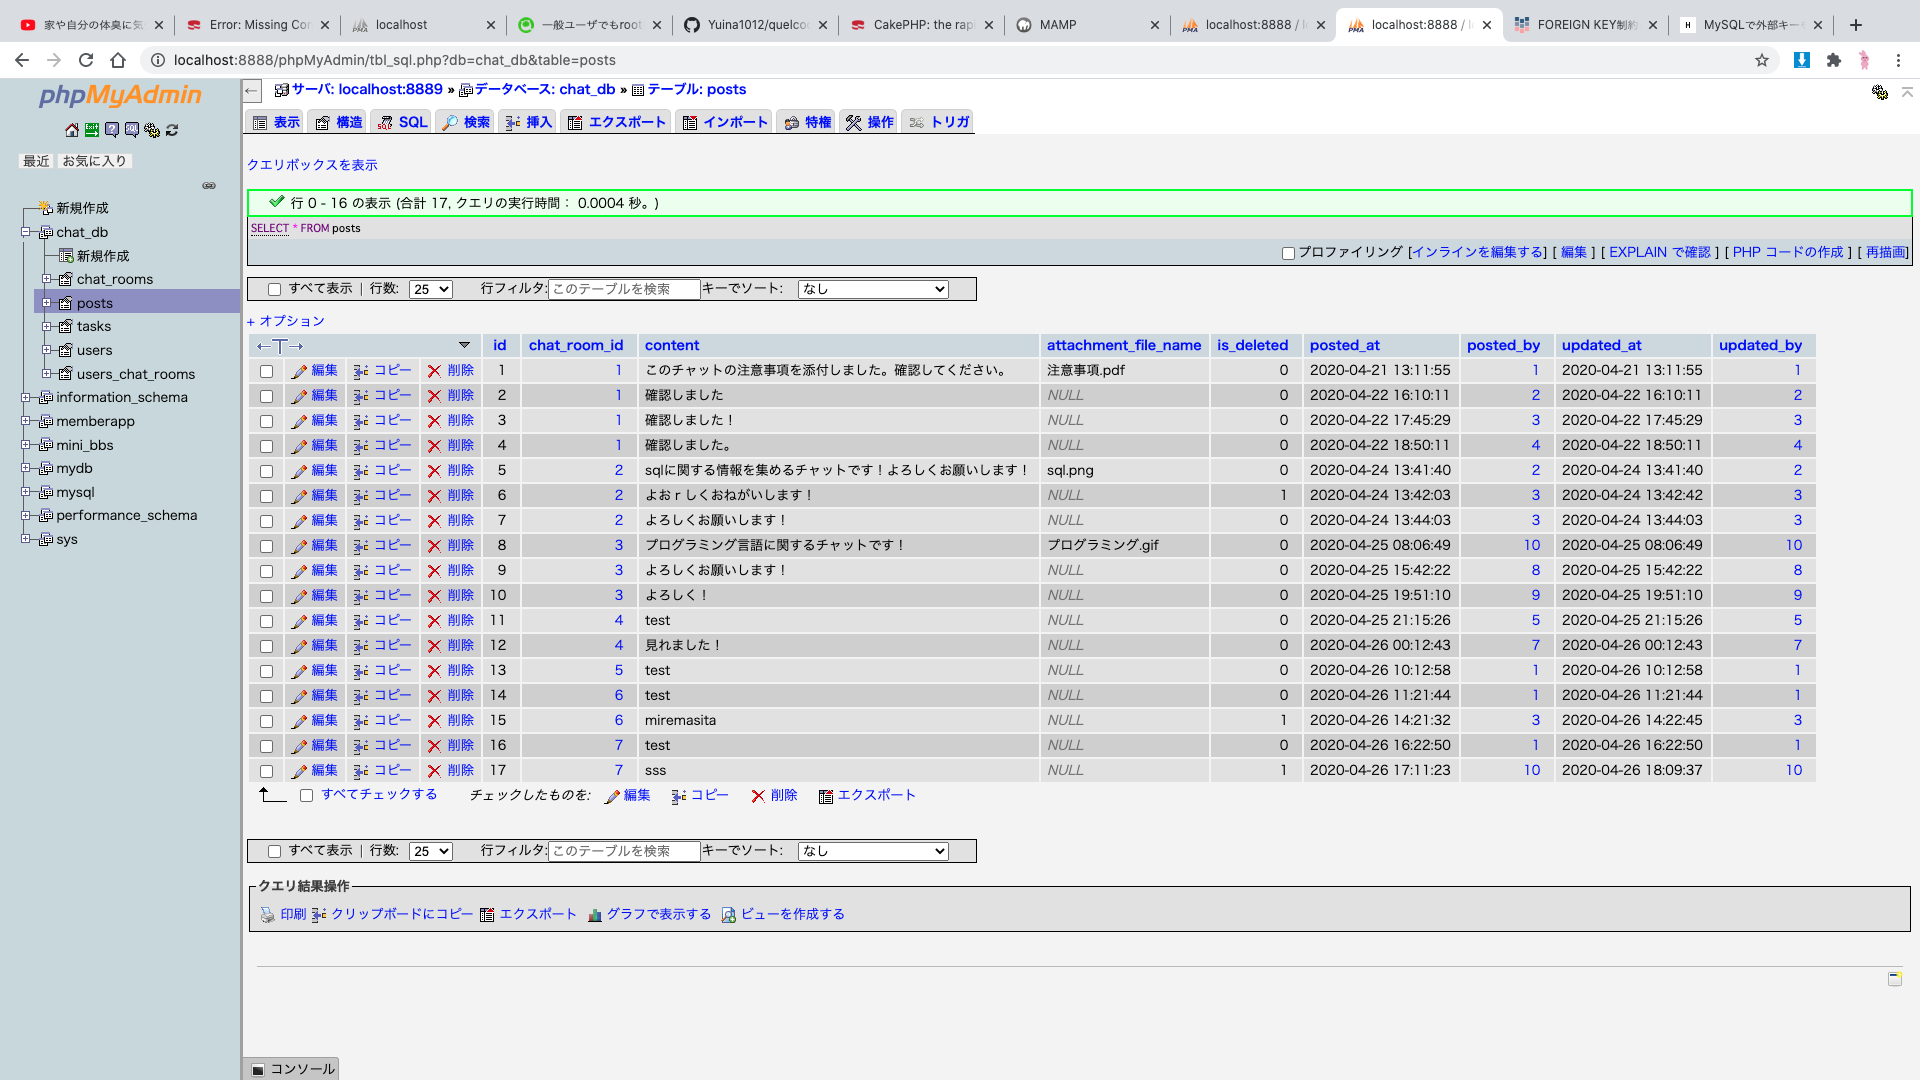 家や自分の体臭に気
Error: Missing Cor
localhost
一般ユーザでもroot
Yuina1012/quelco
CakePHP: the rap
MAMP
localhost:8888 / lo
localhost:8888 / lo
FOREIGN KEY制約
MySQLで外部キー
localhost:8888/phpMyAdmin/tbl_sql.php?db=chat_db&table=posts
phpMyAdmin
最近 お気に入り
新規作成
chat_db
新規作成
chat_rooms
posts
tasks
users
users_chat_rooms
information_schema
memberapp
mini_bbs
mydb
mysql
performance_schema
sys
サーバ: localhost:8889 » データベース: chat_db » テーブル: posts
表示 構造 SQL 検索 挿入 エクスポート インポート 特権 操作 トリガ
クエリボックスを表示
行 0 - 16 の表示 (合計 17, クエリの実行時間： 0.0004 秒。)
SELECT * FROM posts
プロファイリング [インラインを編集する] [ 編集 ] [ EXPLAIN で確認 ] [ PHP コードの作成 ] [ 再描画]
すべて表示 | 行数: 25 行フィルタ: このテーブルを検索 キーでソート: なし
+ オプション
←T→ id chat_room_id content attachment_file_name is_deleted posted_at posted_by updated_at updated_by
編集 コピー 削除 1 1 このチャットの注意事項を添付しました。確認してください。 注意事項.pdf 0 2020-04-21 13:11:55 1 2020-04-21 13:11:55 1
編集 コピー 削除 2 1 確認しました NULL 0 2020-04-22 16:10:11 2 2020-04-22 16:10:11 2
編集 コピー 削除 3 1 確認しました！ NULL 0 2020-04-22 17:45:29 3 2020-04-22 17:45:29 3
編集 コピー 削除 4 1 確認しました。 NULL 0 2020-04-22 18:50:11 4 2020-04-22 18:50:11 4
編集 コピー 削除 5 2 sqlに関する情報を集めるチャットです！よろしくお願いします！ sql.png 0 2020-04-24 13:41:40 2 2020-04-24 13:41:40 2
編集 コピー 削除 6 2 よおｒしくおねがいします！ NULL 1 2020-04-24 13:42:03 3 2020-04-24 13:42:42 3
編集 コピー 削除 7 2 よろしくお願いします！ NULL 0 2020-04-24 13:44:03 3 2020-04-24 13:44:03 3
編集 コピー 削除 8 3 プログラミング言語に関するチャットです！ プログラミング.gif 0 2020-04-25 08:06:49 10 2020-04-25 08:06:49 10
編集 コピー 削除 9 3 よろしくお願いします！ NULL 0 2020-04-25 15:42:22 8 2020-04-25 15:42:22 8
編集 コピー 削除 10 3 よろしく！ NULL 0 2020-04-25 19:51:10 9 2020-04-25 19:51:10 9
編集 コピー 削除 11 4 test NULL 0 2020-04-25 21:15:26 5 2020-04-25 21:15:26 5
編集 コピー 削除 12 4 見れました！ NULL 0 2020-04-26 00:12:43 7 2020-04-26 00:12:43 7
編集 コピー 削除 13 5 test NULL 0 2020-04-26 10:12:58 1 2020-04-26 10:12:58 1
編集 コピー 削除 14 6 test NULL 0 2020-04-26 11:21:44 1 2020-04-26 11:21:44 1
編集 コピー 削除 15 6 miremasita NULL 1 2020-04-26 14:21:32 3 2020-04-26 14:22:45 3
編集 コピー 削除 16 7 test NULL 0 2020-04-26 16:22:50 1 2020-04-26 16:22:50 1
編集 コピー 削除 17 7 sss NULL 1 2020-04-26 17:11:23 10 2020-04-26 18:09:37 10
すべてチェックする チェックしたものを: 編集 コピー 削除 エクスポート
すべて表示 | 行数: 25 行フィルタ: このテーブルを検索 キーでソート: なし
クエリ結果操作
印刷 クリップボードにコピー エクスポート グラフで表示する ビューを作成する
コンソール